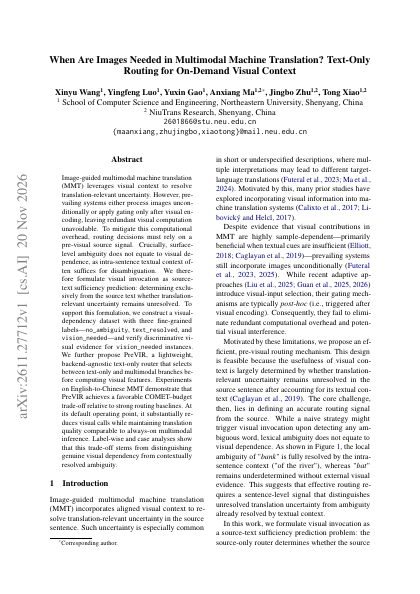 When Are Images Needed in Multimodal Machine Translation? Text-Only
Routing for On-Demand Visual Context
Xinyu Wang¹, Yingfeng Luo¹, Yuxin Gao¹, Anxiang Ma¹,²*, Jingbo Zhu¹,², Tong Xiao¹,²
¹ School of Computer Science and Engineering, Northeastern University, Shenyang, China
² NiuTrans Research, Shenyang, China
2601866@stu.neu.edu.cn
{maanxiang,zhujingbo,xiaotong}@mail.neu.edu.cn
arXiv:2611.27712v1 [cs.AI] 20 Nov 2026
Abstract
Image-guided multimodal machine translation
(MMT) leverages visual context to resolve
translation-relevant uncertainty. However, pre-
vailing systems either process images uncondi-
tionally or apply gating only after visual en-
coding, leaving redundant visual computation
unavoidable. To mitigate this computational
overhead, routing decisions must rely on a
pre-visual source signal. Crucially, surface-
level ambiguity does not equate to visual de-
pendence, as intra-sentence textual context of-
ten suffices for disambiguation. We there-
fore formulate visual invocation as a source-
text sufficiency prediction: determining exclu-
sively from the source text whether translation-
relevant uncertainty remains unresolved. To
support this formulation, we construct a visual-
dependency dataset with three fine-grained
labels—no_ambiguity, text_resolved, and
vision_needed—and verify discriminative vi-
sual evidence for vision_needed instances.
We further propose PreVIR, a lightweight,
backend-agnostic text-only router that selects
between text-only and multimodal branches be-
fore computing visual features. Experiments
on English-to-Chinese MMT demonstrate that
PreVIR achieves a favorable COMET-budget
trade-off relative to strong routing baselines. At
its default operating point, it substantially re-
duces visual calls while maintaining translation
quality comparable to always-on multimodal
inference. Label-wise and case analyses show
that this trade-off stems from distinguishing
genuine visual dependency from contextually
resolved ambiguity.
1 Introduction
Image-guided multimodal machine translation
(MMT) incorporates aligned visual context to re-
solve translation-relevant uncertainty in the source
sentence. Such uncertainty is especially common
*Corresponding author.
in short or underspecified descriptions, where mul-
tiple interpretations may lead to different target-
language translations (Futeral et al., 2023; Ma et al.,
2024). Motivated by this, many prior studies have
explored incorporating visual information into ma-
chine translation systems (Calixto et al., 2017; Li-
bovický and Helcl, 2017).
Despite evidence that visual contributions in
MMT are highly sample-dependent—primarily
beneficial when textual cues are insufficient (Elliott,
2018; Caglayan et al., 2019)—prevailing systems
still incorporate images unconditionally (Futeral
et al., 2023, 2025). While recent adaptive ap-
proaches (Liu et al., 2025; Guan et al., 2025, 2026)
introduce visual-input selection, their gating mech-
anisms are typically post-hoc (i.e., triggered after
visual encoding). Consequently, they fail to elim-
inate redundant computational overhead and poten-
tial visual interference.
Motivated by these limitations, we propose an ef-
ficient, pre-visual routing mechanism. This design
is feasible because the usefulness of visual context
is largely determined by whether translation-
relevant uncertainty remains unresolved in the
source sentence after accounting for its textual con-
text (Caglayan et al., 2019). The core challenge,
then, lies in defining an accurate routing signal
from the source. While a naive strategy might
trigger visual invocation upon detecting any am-
biguous word, lexical ambiguity does not equate to
visual dependence. As shown in Figure 1, the local
ambiguity of "bank" is fully resolved by the intra-
sentence context ("of the river"), whereas "bat"
remains underdetermined without external visual
evidence. This suggests that effective routing re-
quires a sentence-level signal that distinguishes
unresolved translation uncertainty from ambiguity
already resolved by textual context.
In this work, we formulate visual invocation as
a source-text sufficiency prediction problem: the
source-only router determines whether the source